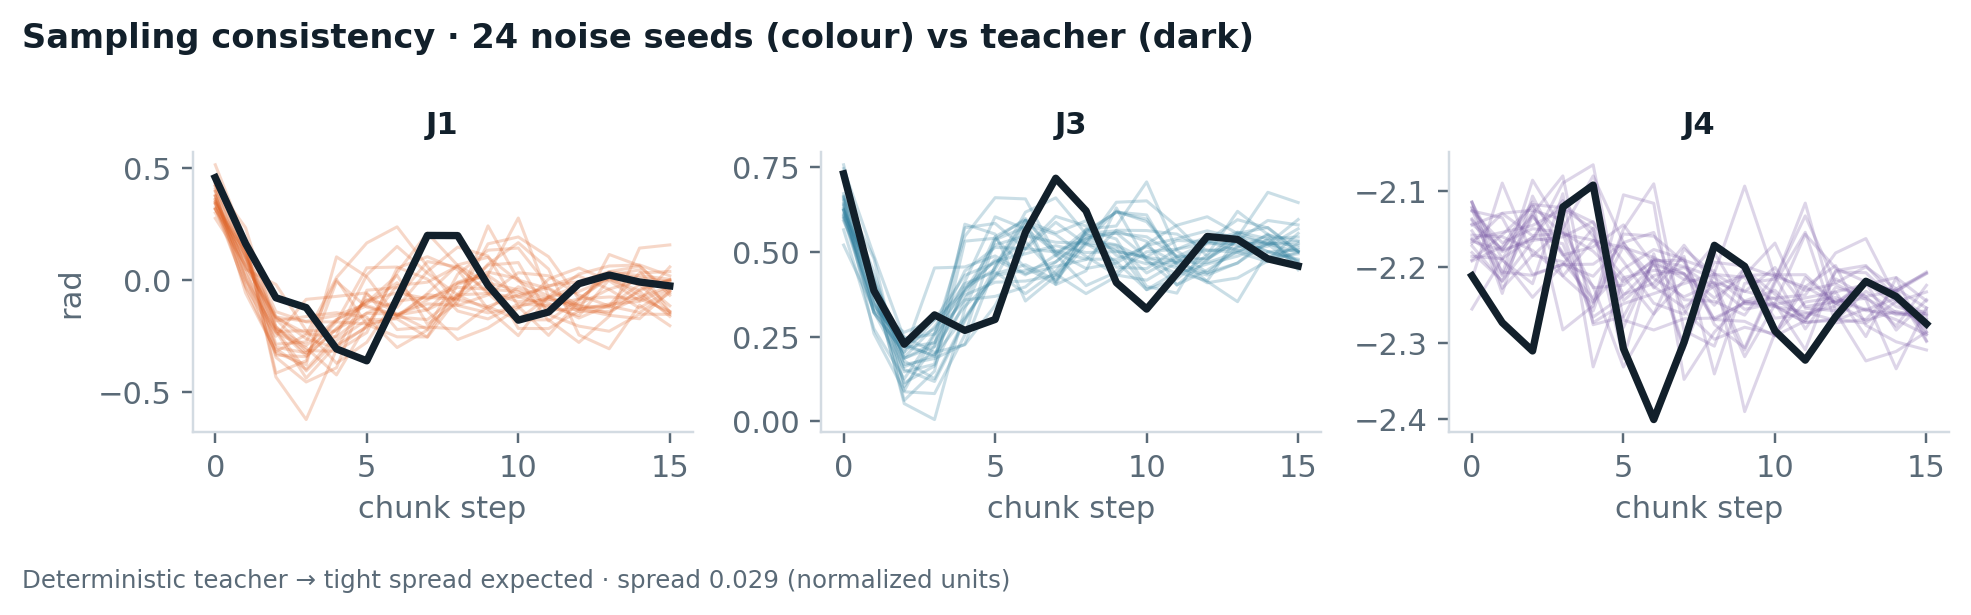 Sampling consistency · 24 noise seeds (colour) vs teacher (dark)
J1
J3
J4
rad
0.5
0.0
−0.5
0 5 10 15
chunk step
0.75
0.50
0.25
0.00
0 5 10 15
chunk step
−2.1
−2.2
−2.3
−2.4
0 5 10 15
chunk step
Deterministic teacher → tight spread expected · spread 0.029 (normalized units)